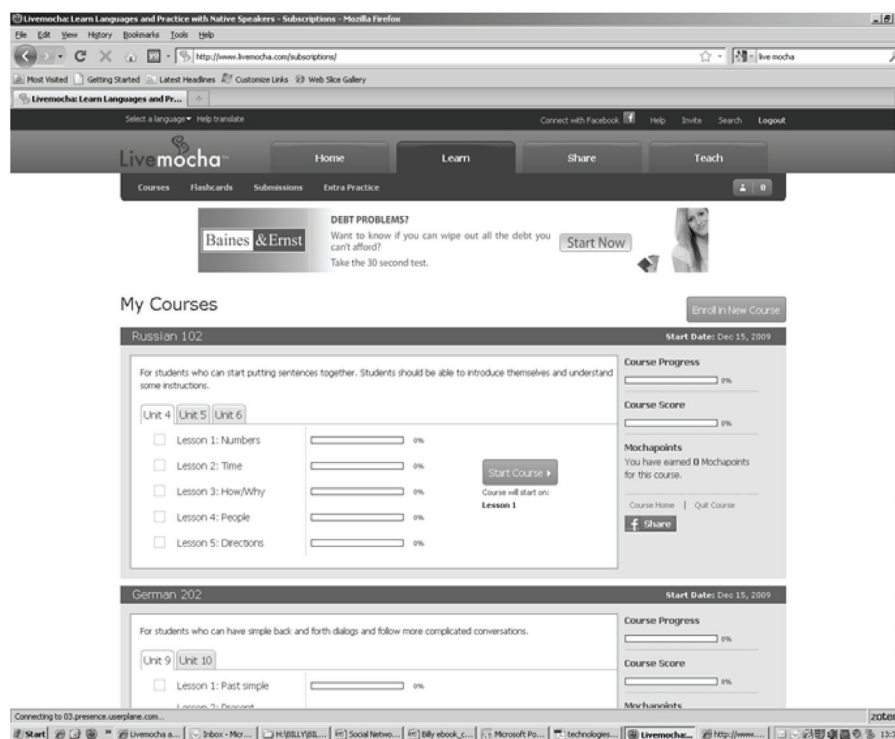 Livemocha: Learn Languages and Practice with Native Speakers - Subscriptions - Mozilla Firefox
File Edit View History Bookmarks Tools Help
http://www.livemocha.com/subscriptions/ live mocha
Most Visited Getting Started Latest Headlines Customize Links Web Slice Gallery
Livemocha: Learn Languages and Pr...
Select a language Help translate Connect with Facebook Help Invite Search Logout
Livemocha Home Learn Share Teach
Courses Flashcards Submissions Extra Practice 0
DEBT PROBLEMS?
Baines & Ernst Want to know if you can wipe out all the debt you Start Now
can't afford?
Take the 30 second test.
My Courses Enroll in New Course
Russian 102 Start Date: Dec 15, 2009
For students who can start putting sentences together. Students should be able to introduce themselves and understand
some instructions.
Unit 4 Unit 5 Unit 6
Lesson 1: Numbers 0%
Lesson 2: Time 0%
Lesson 3: How/Why 0%
Lesson 4: People 0%
Lesson 5: Directions 0%
Start Course
Course will start on:
Lesson 1
Course Progress
0%
Course Score
0%
Mochapoints
You have earned 0 Mochapoints
for this course.
Course Home | Quit Course
Share
German 202 Start Date: Dec 15, 2009
For students who can have simple back and forth dialogs and follow more complicated conversations.
Unit 9 Unit 10
Lesson 1: Past simple 0%
Lesson 2: Present
Course Progress
0%
Course Score
0%
Mochapoints
Connecting to 03.presence.userplane.com... zoter
Start Livemocha a... Inbox - Micr... H:\BILLY\BIL... Social Netwo... Billy ebook_c... Microsoft Po... technologies... Livemocha:... http://www....